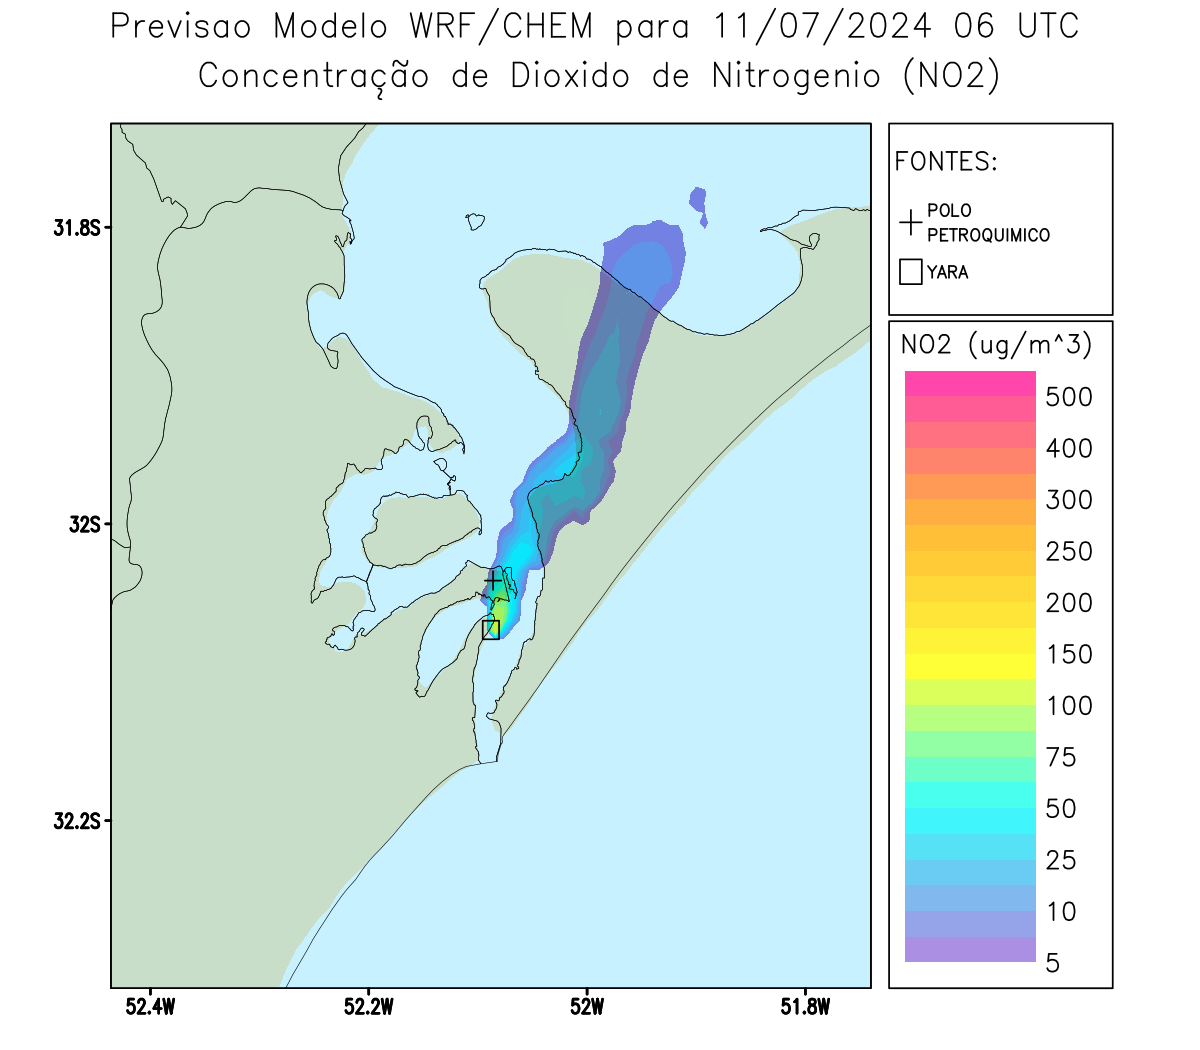 Previsao Modelo WRF/CHEM para 11/07/2024 06 UTC
Concentração de Dioxido de Nitrogenio (NO2)
FONTES:
POLO
PETROQUIMICO
YARA
31.8S
32S
32.2S
52.4W
52.2W
52W
51.8W
NO2 (ug/m^3)
500
400
300
250
200
150
100
75
50
25
10
5